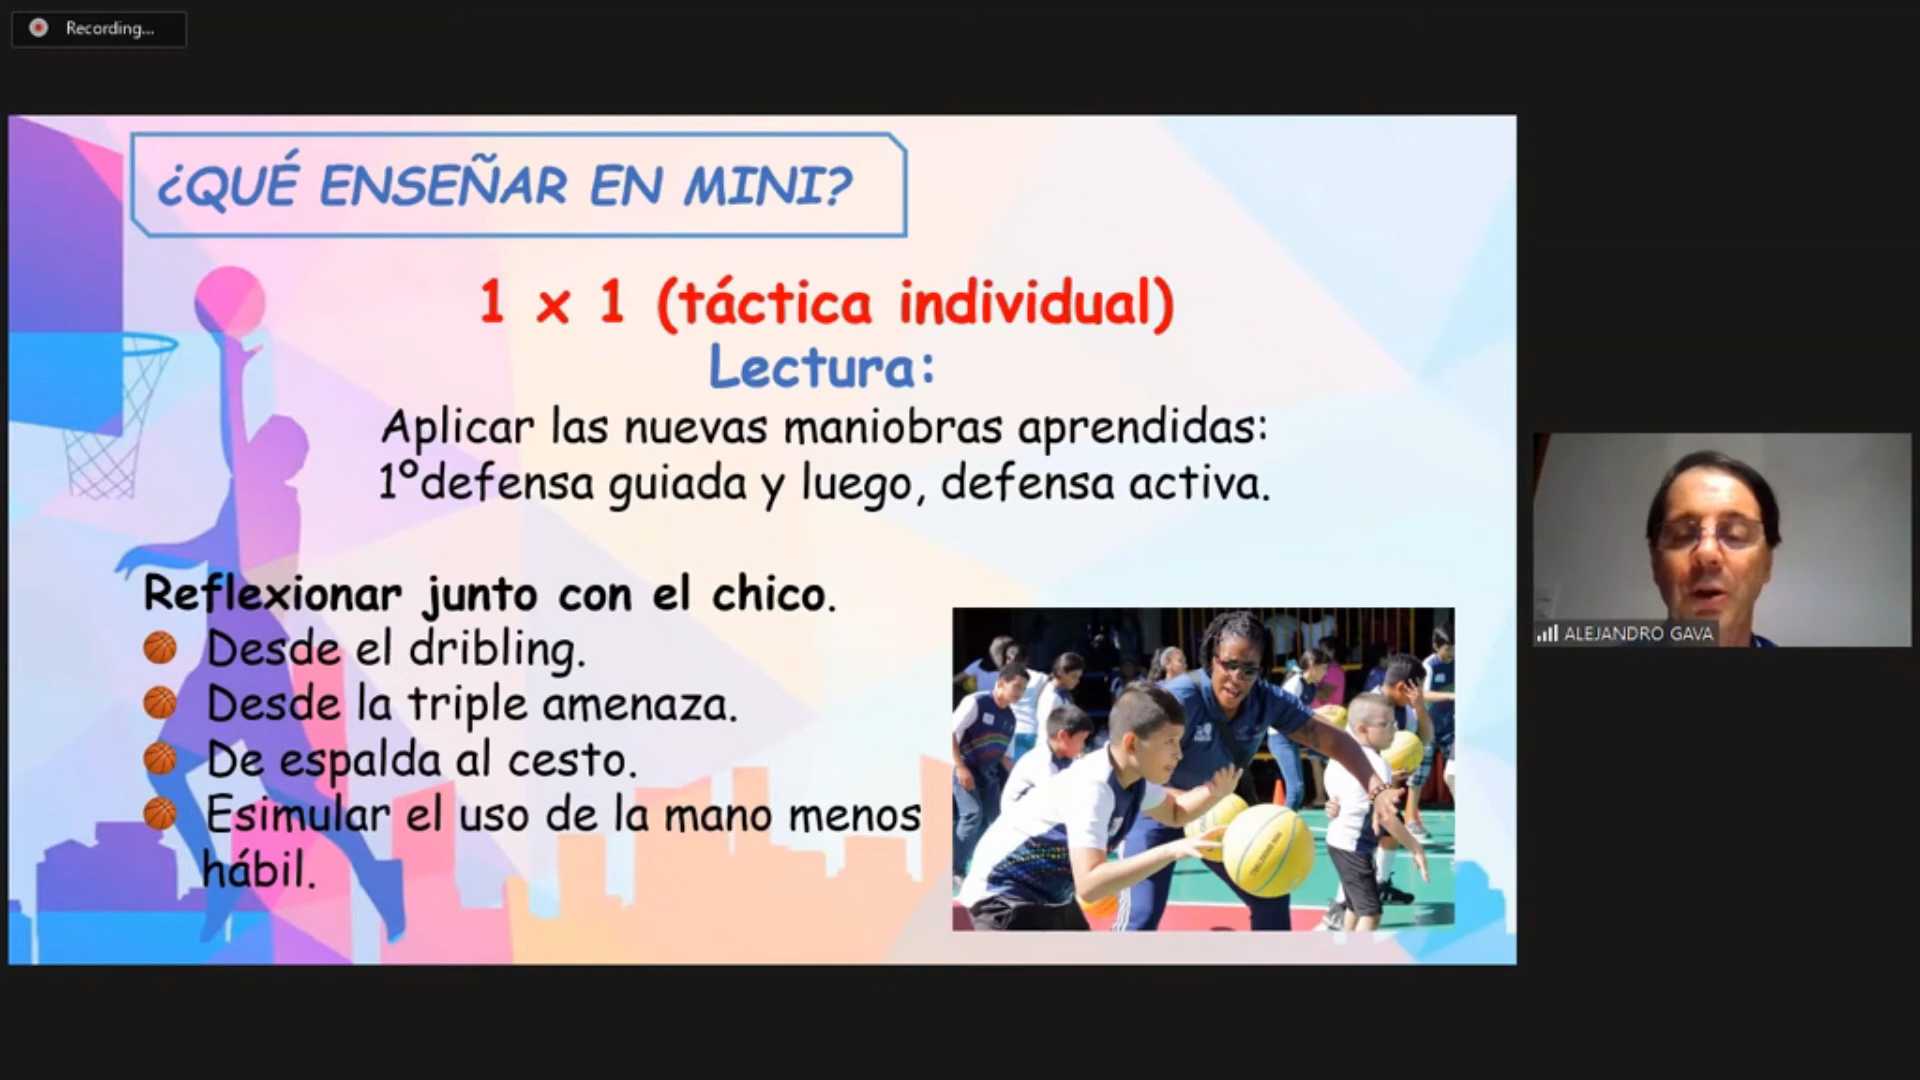 Recording...
¿QUÉ ENSEÑAR EN MINI?
1 x 1 (táctica individual)
Lectura:
Aplicar las nuevas maniobras aprendidas:
1ºdefensa guiada y luego, defensa activa.
Reflexionar junto con el chico.
Desde el dribling.
Desde la triple amenaza.
De espalda al cesto.
Esimular el uso de la mano menos
hábil.
ALEJANDRO GAVA